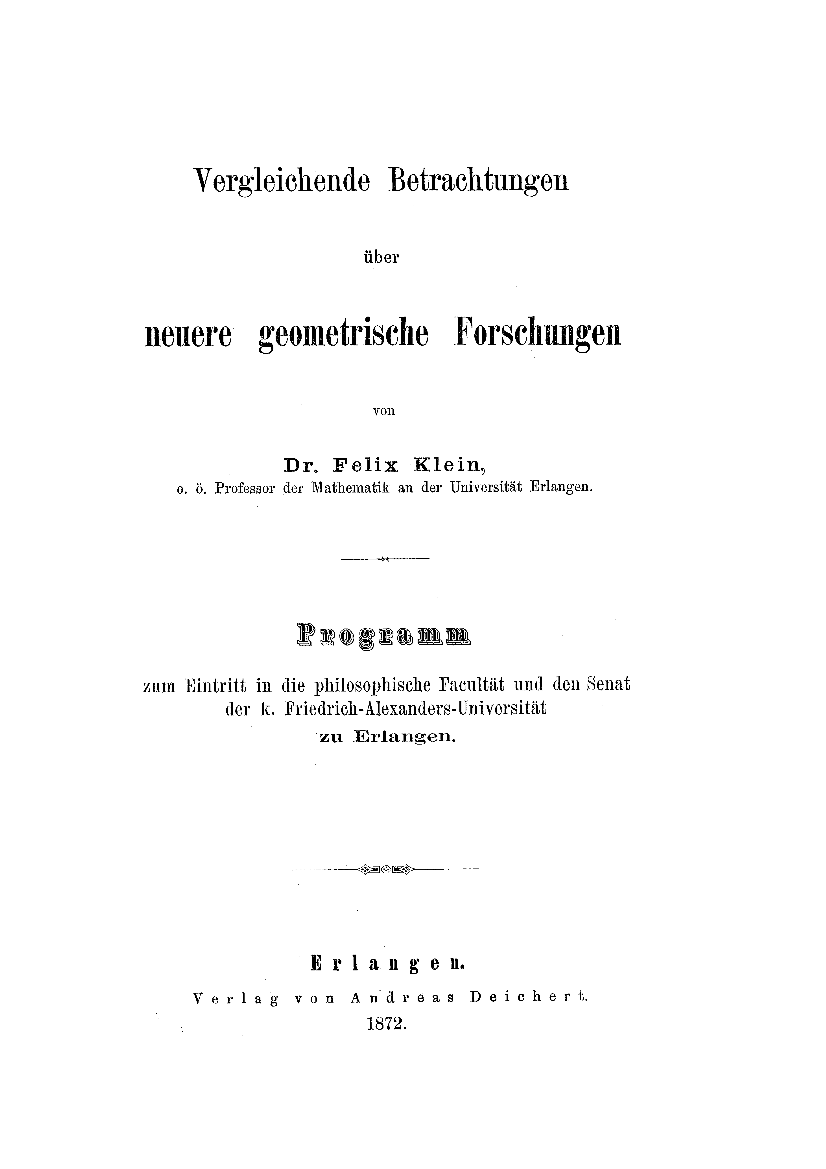 Vergleichende Betrachtungen
über
neuere geometrische Forschungen
von
Dr. Felix Klein,
o. ö. Professor der Mathematik an der Universität Erlangen.
Programm
zum Eintritt in die philosophische Facultät und den Senat
der k. Friedrich-Alexanders-Universität
zu Erlangen.
Erlangen.
Verlag von Andreas Deichert.
1872.